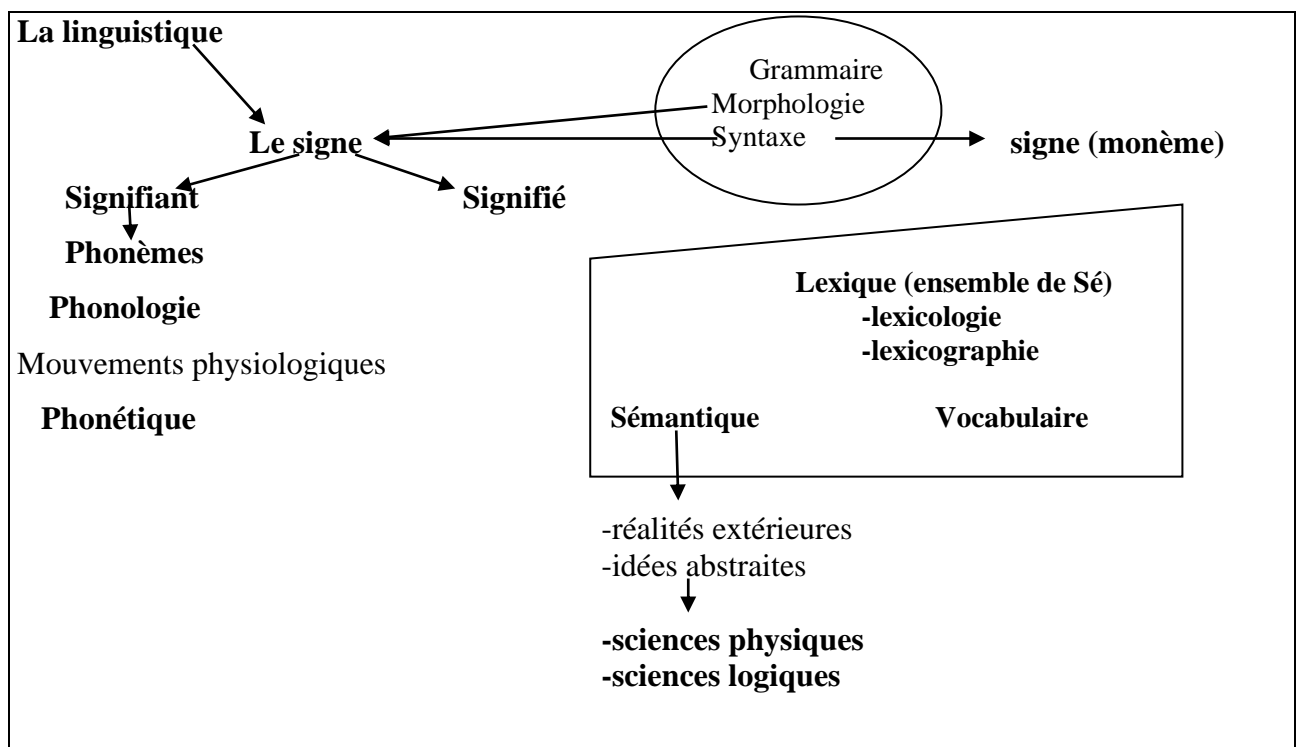 La linguistique
Grammaire
Morphologie
Syntaxe
Le signe
signe (monème)
Signifiant
Signifié
Phonèmes
Phonologie
Mouvements physiologiques
Phonétique
Lexique (ensemble de Sé)
-lexicologie
-lexicographie
Sémantique
Vocabulaire
-réalités extérieures
-idées abstraites
-sciences physiques
-sciences logiques